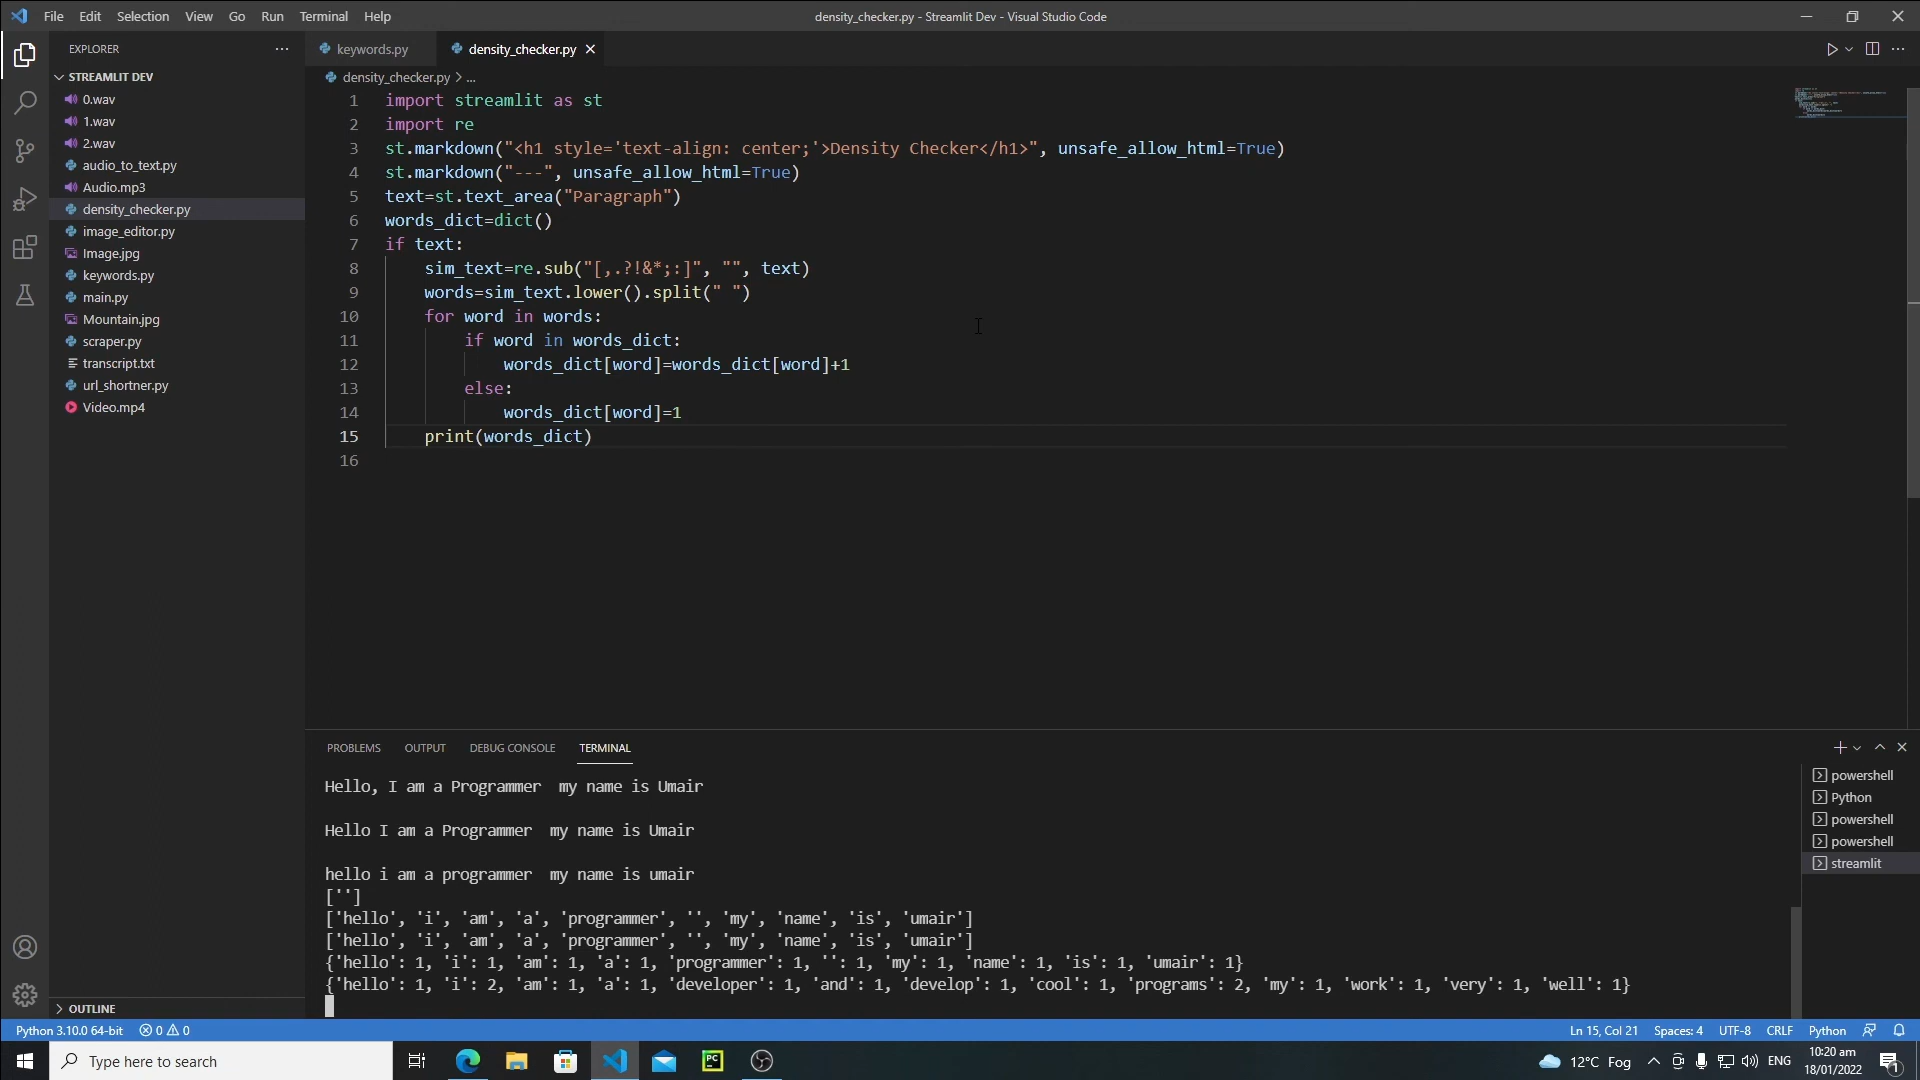 File Edit Selection View Go Run Terminal Help
density_checker.py - Streamlit Dev - Visual Studio Code
EXPLORER
STREAMLIT DEV
0.wav
1.wav
2.wav
audio_to_text.py
Audio.mp3
density_checker.py
image_editor.py
Image.jpg
keywords.py
main.py
Mountain.jpg
scraper.py
transcript.txt
url_shortner.py
Video.mp4
OUTLINE
keywords.py density_checker.py
density_checker.py > ...
1 import streamlit as st
2 import re
3 st.markdown("<h1 style='text-align: center;'>Density Checker</h1>", unsafe_allow_html=True)
4 st.markdown("---", unsafe_allow_html=True)
5 text=st.text_area("Paragraph")
6 words_dict=dict()
7 if text:
8     sim_text=re.sub("[,.?!&*;:]", "", text)
9     words=sim_text.lower().split(" ")
10     for word in words:
11         if word in words_dict:
12             words_dict[word]=words_dict[word]+1
13         else:
14             words_dict[word]=1
15     print(words_dict)
16
PROBLEMS OUTPUT DEBUG CONSOLE TERMINAL
Hello, I am a Programmer  my name is Umair
Hello I am a Programmer  my name is Umair
hello i am a programmer  my name is umair
['']
['hello', 'i', 'am', 'a', 'programmer', '', 'my', 'name', 'is', 'umair']
['hello', 'i', 'am', 'a', 'programmer', '', 'my', 'name', 'is', 'umair']
{'hello': 1, 'i': 1, 'am': 1, 'a': 1, 'programmer': 1, '': 1, 'my': 1, 'name': 1, 'is': 1, 'umair': 1}
{'hello': 1, 'i': 2, 'am': 1, 'a': 1, 'developer': 1, 'and': 1, 'develop': 1, 'cool': 1, 'programs': 2, 'my': 1, 'work': 1, 'very': 1, 'well': 1}
powershell
Python
powershell
powershell
streamlit
Python 3.10.0 64-bit 0 0 Ln 15, Col 21 Spaces: 4 UTF-8 CRLF Python
Type here to search
PC
12°C Fog
ENG
10:20 am
18/01/2022
1